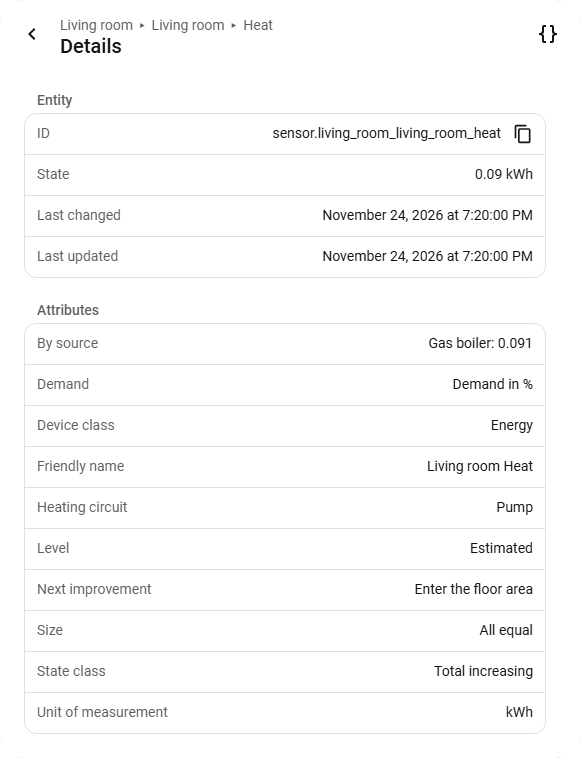 Living room ▸ Living room ▸ Heat
Details
{}
Entity
ID sensor.living_room_living_room_heat
State 0.09 kWh
Last changed November 24, 2026 at 7:20:00 PM
Last updated November 24, 2026 at 7:20:00 PM
Attributes
By source Gas boiler: 0.091
Demand Demand in %
Device class Energy
Friendly name Living room Heat
Heating circuit Pump
Level Estimated
Next improvement Enter the floor area
Size All equal
State class Total increasing
Unit of measurement kWh